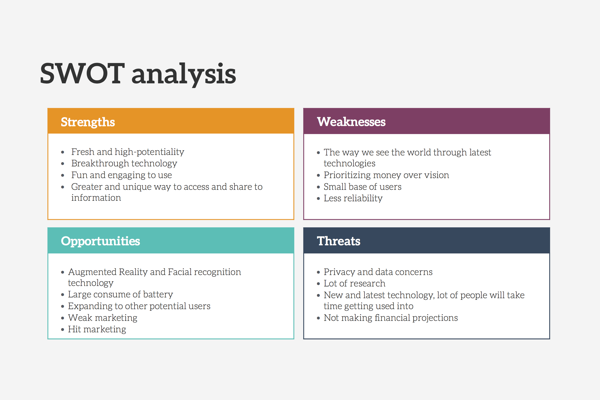 SWOT analysis
Strengths
• Fresh and high-potentiality
• Breakthrough technology
• Fun and engaging to use
• Greater and unique way to access and share to
information
Weaknesses
• The way we see the world through latest
technologies
• Prioritizing money over vision
• Small base of users
• Less reliability
Opportunities
• Augmented Reality and Facial recognition
technology
• Large consume of battery
• Expanding to other potential users
• Weak marketing
• Hit marketing
Threats
• Privacy and data concerns
• Lot of research
• New and latest technology, lot of people will take
time getting used into
• Not making financial projections